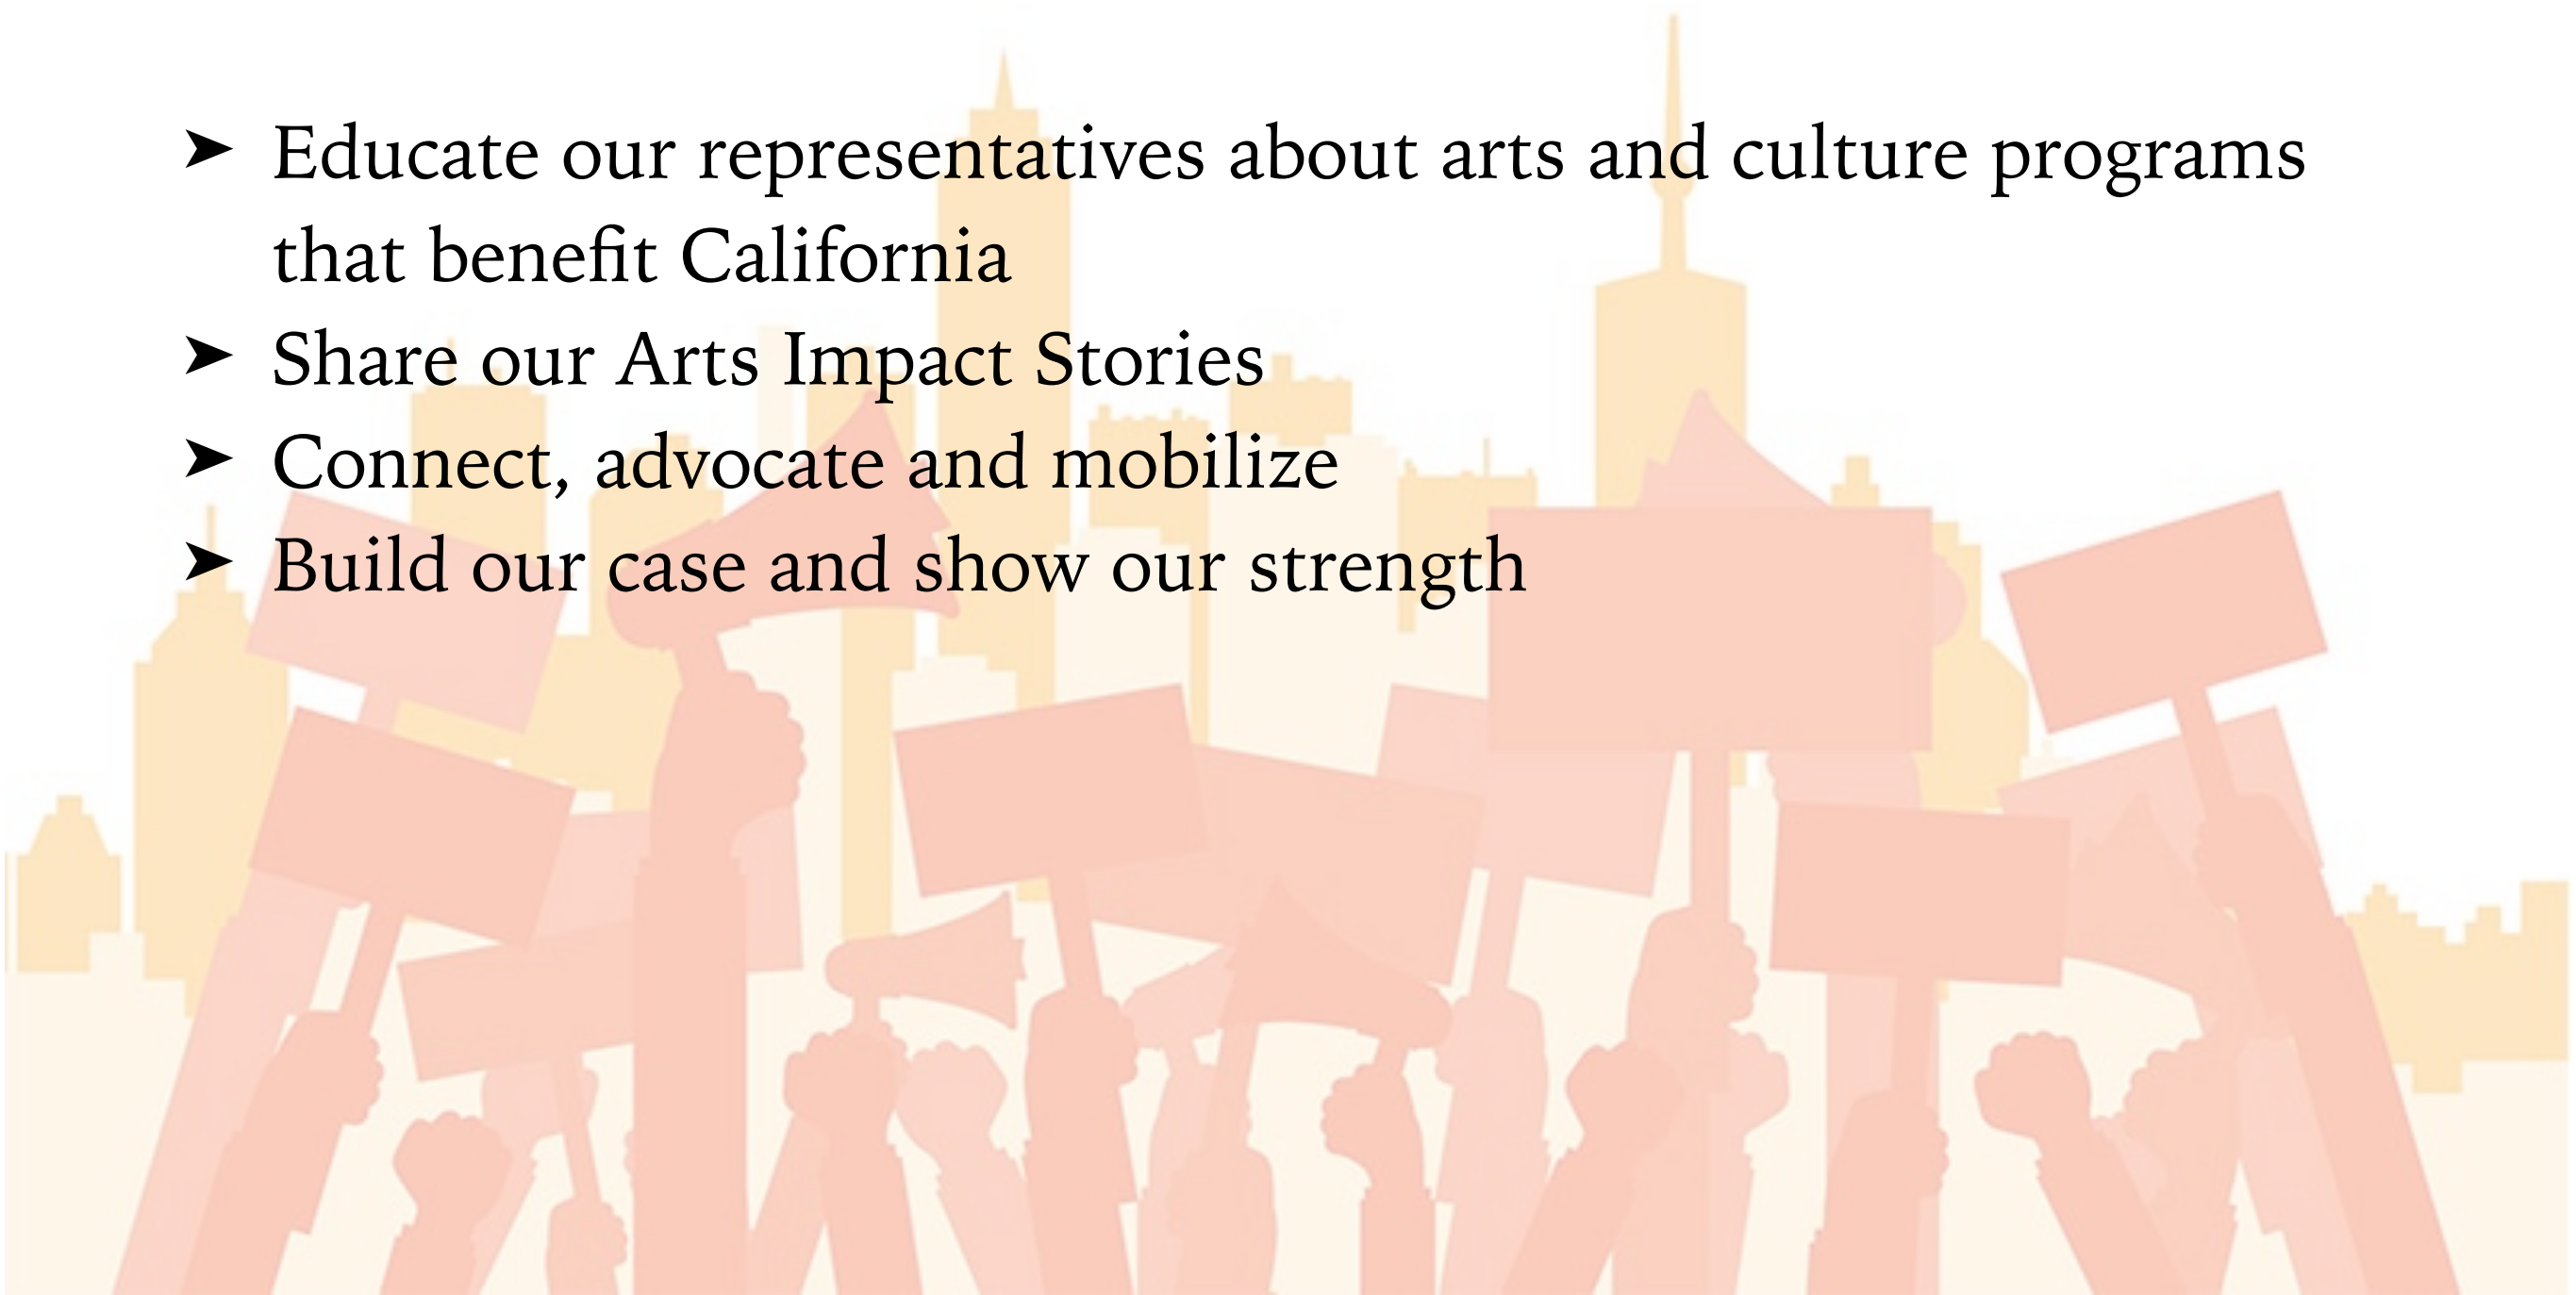 ➤ Educate our representatives about arts and culture programs
that benefit California
➤ Share our Arts Impact Stories
➤ Connect, advocate and mobilize
➤ Build our case and show our strength